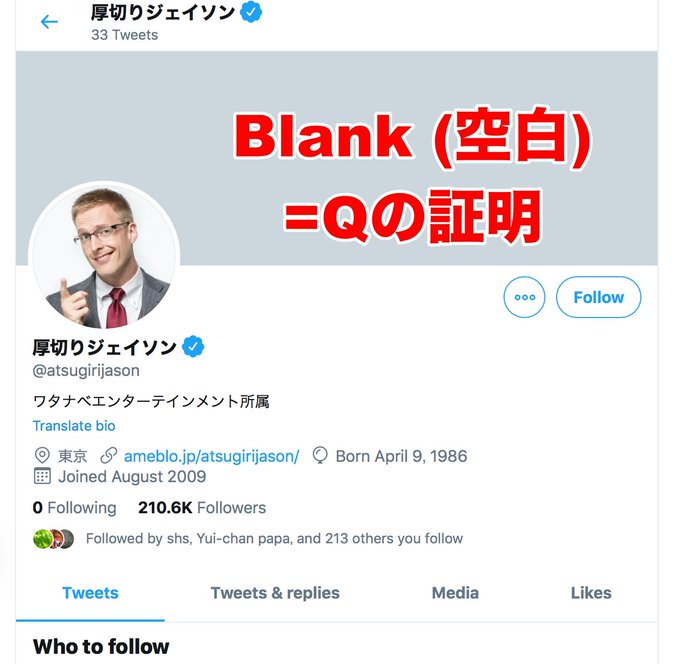 厚切りジェイソン
33 Tweets
Blank (空白)
=Qの証明
Follow
厚切りジェイソン
@atsugirijason
ワタナベエンターテインメント所属
Translate bio
東京 ameblo.jp/atsugirijason/ Born April 9, 1986
Joined August 2009
0 Following 210.6K Followers
Followed by shs, Yui-chan papa, and 213 others you follow
Tweets Tweets & replies Media Likes
Who to follow